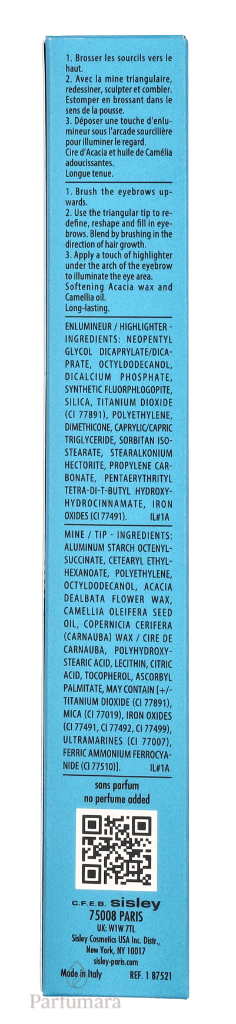 1. Brosser les sourcils vers le
haut.
2. Avec la mine triangulaire,
redessiner, sculpter et combler.
Estomper en brossant dans le
sens de la pousse.
3. Déposer une touche d'enlu-
mineur sous l'arcade sourcilière
pour illuminer le regard.
Cire d'Acacia et huile de Camélia
adoucissantes.
Longue tenue.
1. Brush the eyebrows up-
wards.
2. Use the triangular tip to re-
define, reshape and fill in eye-
brows. Blend by brushing in the
direction of hair growth.
3. Apply a touch of highlighter
under the arch of the eyebrow
to illuminate the eye area.
Softening Acacia wax and
Camellia oil.
Long-lasting.
ENLUMINEUR / HIGHLIGHTER -
INGREDIENTS: NEOPENTYL
GLYCOL DICAPRYLATE/DICA-
PRATE, OCTYLDODECANOL,
DICALCIUM PHOSPHATE,
SYNTHETIC FLUORPHLOGOPITE,
SILICA, TITANIUM DIOXIDE
(CI 77891), POLYETHYLENE,
DIMETHICONE, CAPRYLIC/CAPRIC
TRIGLYCERIDE, SORBITAN ISO-
STEARATE, STEARALKONIUM
HECTORITE, PROPYLENE CAR-
BONATE, PENTAERYTHRITYL
TETRA-DI-T-BUTYL HYDROXY-
HYDROCINNAMATE, IRON
OXIDES (CI 77491). IL#1A
MINE / TIP - INGREDIENTS:
ALUMINUM STARCH OCTENYL-
SUCCINATE, CETEARYL ETHYL-
HEXANOATE, POLYETHYLENE,
OCTYLDODECANOL, ACACIA
DEALBATA FLOWER WAX,
CAMELLIA OLEIFERA SEED
OIL, COPERNICIA CERIFERA
(CARNAUBA) WAX / CIRE DE
CARNAUBA, POLYHYDROXY-
STEARIC ACID, LECITHIN, CITRIC
ACID, TOCOPHEROL, ASCORBYL
PALMITATE, MAY CONTAIN [+/-
TITANIUM DIOXIDE (CI 77891),
MICA (CI 77019), IRON OXIDES
(CI 77491, CI 77492, CI 77499),
ULTRAMARINES (CI 77007),
FERRIC AMMONIUM FERROCYA-
NIDE (CI 77510)]. IL#1A
sans parfum
no perfume added
C.F.E.B. sisley
75008 PARIS
UK: W1W 7TL
Sisley Cosmetics USA Inc. Distr.,
New York, NY 10017
sisley-paris.com
Made in Italy REF. 1 87521
Parfumara